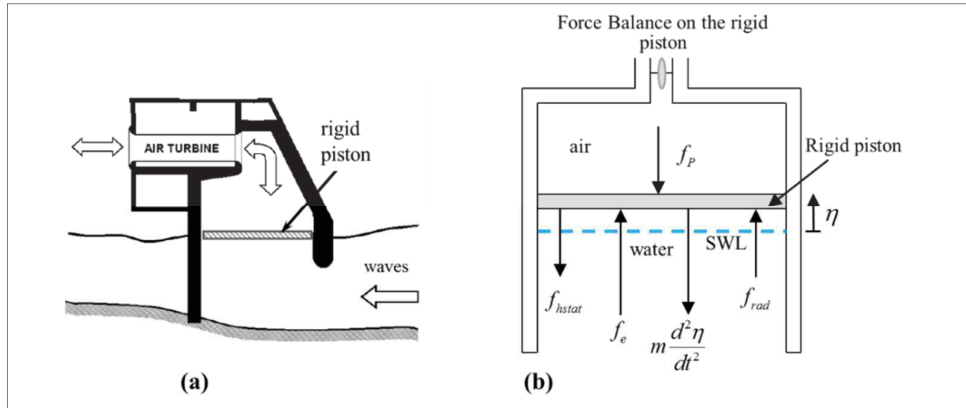 AIR TURBINE
rigid
piston
waves
(a)
Force Balance on the rigid
piston
air
f_P
Rigid piston
η
water
SWL
f_hstat
f_e
m d²η/dt²
f_rad
(b)